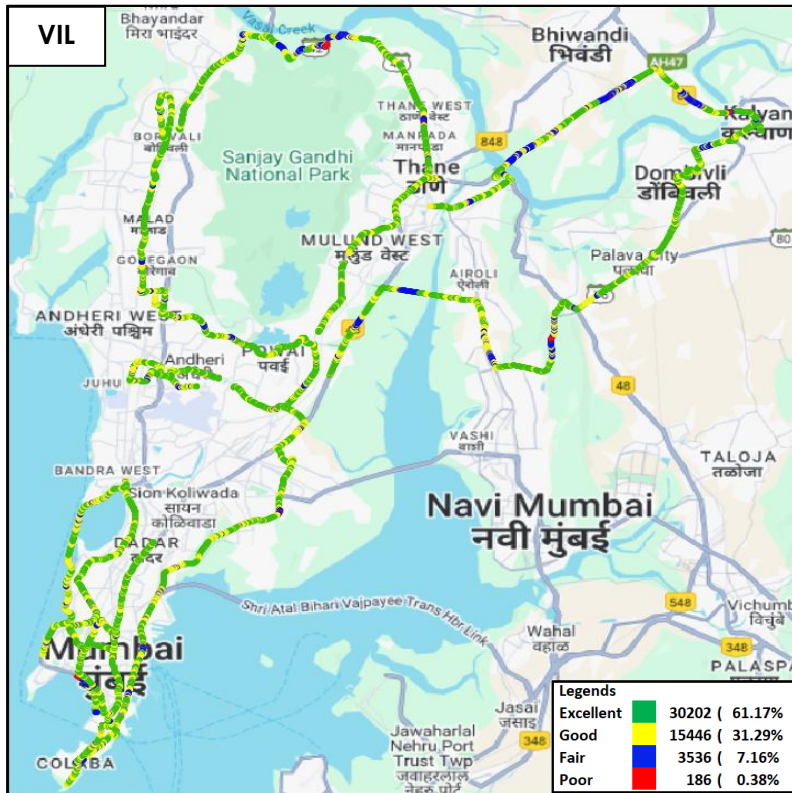 VIL
Bhayandar
मिरा भाईंदर
Vasai Creek
Bhiwandi
भिवंडी
AH47
THANE WEST
ठाणे वेस्ट
MANPADA
मानपाडा
848
Kalyan
कल्याण
BORIVALI
बोरिवली
Sanjay Gandhi
National Park
Thane
ठाणे
Dombivli
डोंबिवली
MALAD
मालाड
MULUND WEST
मुलुंड वेस्ट
80
GOREGAON
गोरेगाव
AIROLI
ऐरोली
Palava City
पलावा
ANDHERI WEST
अंधेरी पश्चिम
Andheri
अंधेरी
POWAI
पवई
JUHU
48
VASHI
वाशी
TALOJA
तळोजा
BANDRA WEST
Sion Koliwada
सायन
कोळिवाडा
Navi Mumbai
नवी मुंबई
DADAR
दादर
Shri Atal Bihari Vajpayee Trans Hbr Link
548
Vichumb
विचुंबे
Mumbai
मुंबई
Wahal
वहाळ
348
PALASPA
Jasai
जसाई
Jawaharlal
Nehru Port
Trust Twp
जवाहरलाल
नेहरू पोर्ट
348
COLABA
Legends
Excellent 30202 ( 61.17%
Good 15446 ( 31.29%
Fair 3536 ( 7.16%
Poor 186 ( 0.38%